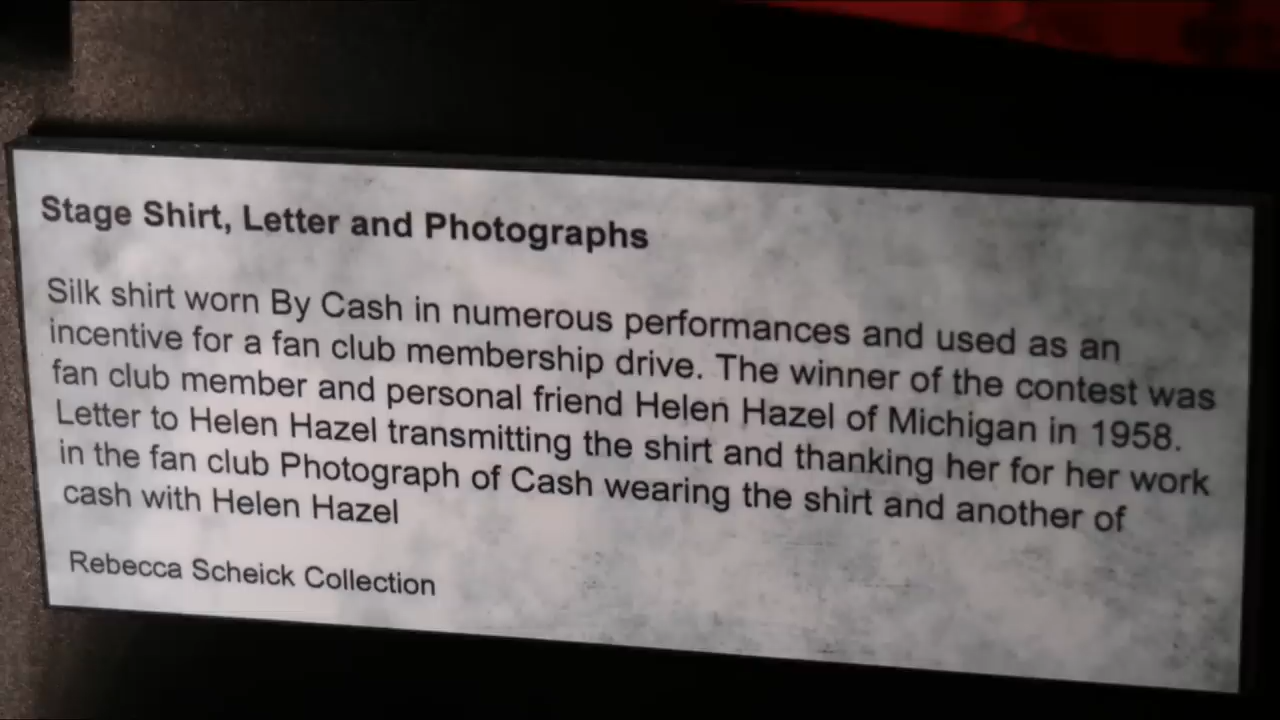 Stage Shirt, Letter and Photographs
Silk shirt worn By Cash in numerous performances and used as an
incentive for a fan club membership drive. The winner of the contest was
fan club member and personal friend Helen Hazel of Michigan in 1958.
Letter to Helen Hazel transmitting the shirt and thanking her for her work
in the fan club Photograph of Cash wearing the shirt and another of
cash with Helen Hazel
Rebecca Scheick Collection